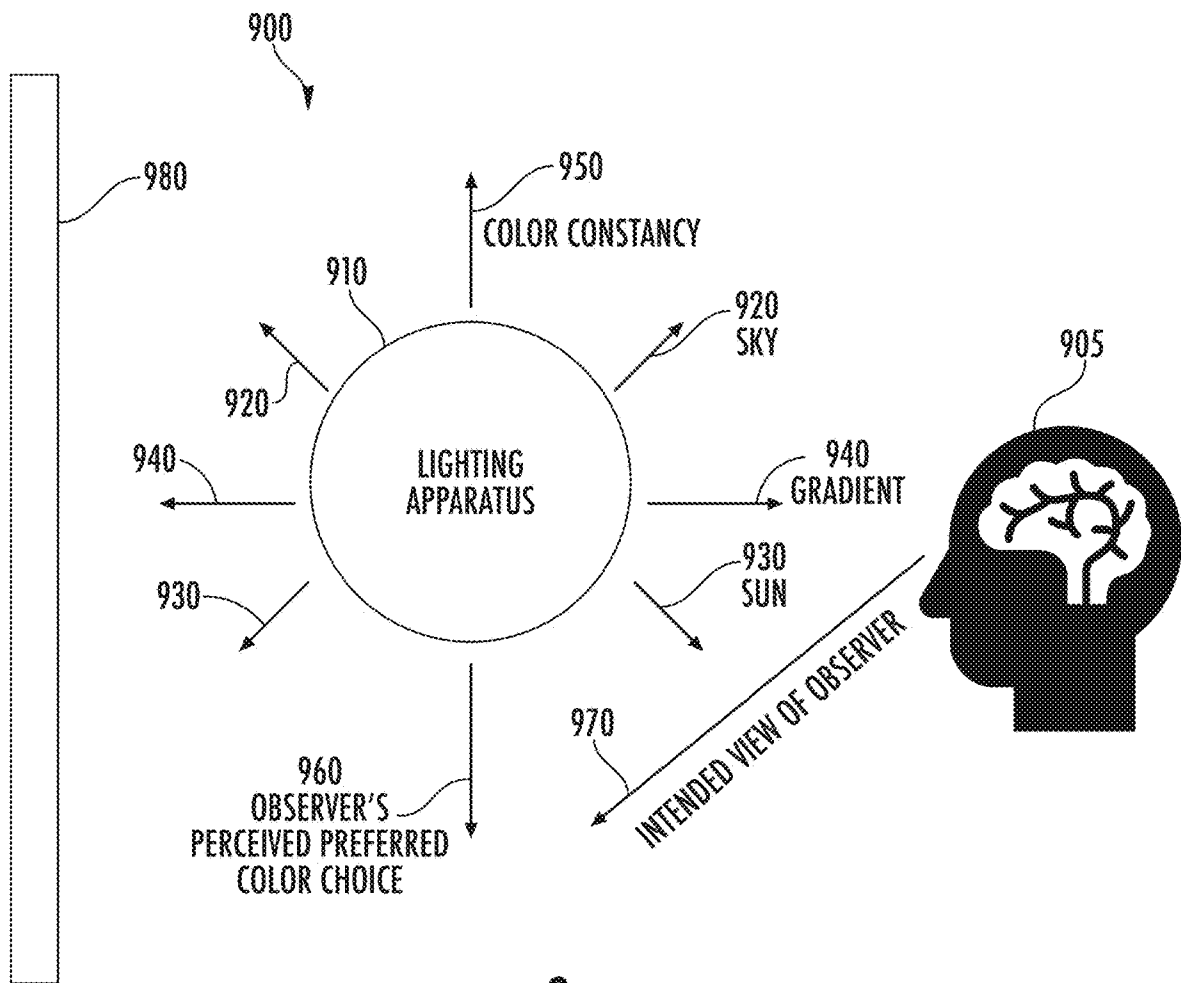 900
980
950
COLOR CONSTANCY
910
920
SKY
905
920
940
LIGHTING
APPARATUS
940
GRADIENT
930
930
SUN
970
INTENDED VIEW OF OBSERVER
960
OBSERVER'S
PERCEIVED PREFERRED
COLOR CHOICE